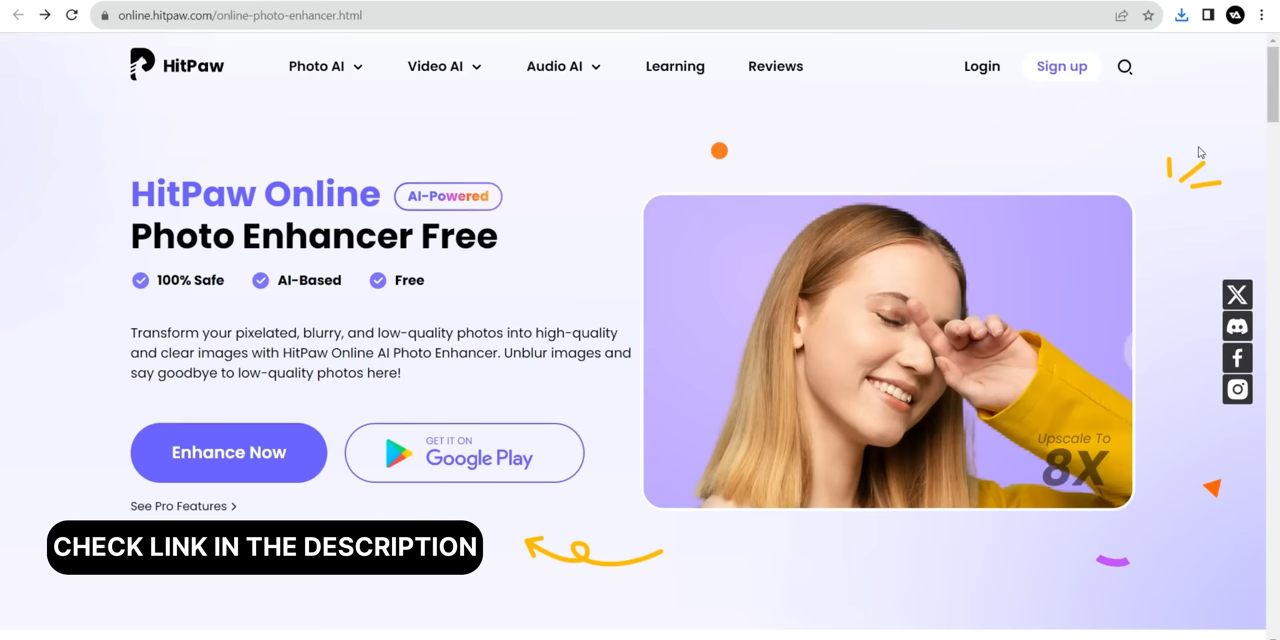 online.hitpaw.com/online-photo-enhancer.html
HitPaw
Photo AI
Video AI
Audio AI
Learning
Reviews
Login
Sign up
HitPaw Online
AI-Powered
Photo Enhancer Free
100% Safe
AI-Based
Free
Transform your pixelated, blurry, and low-quality photos into high-quality
and clear images with HitPaw Online AI Photo Enhancer. Unblur images and
say goodbye to low-quality photos here!
Enhance Now
GET IT ON
Google Play
See Pro Features >
Upscale To
8X
CHECK LINK IN THE DESCRIPTION